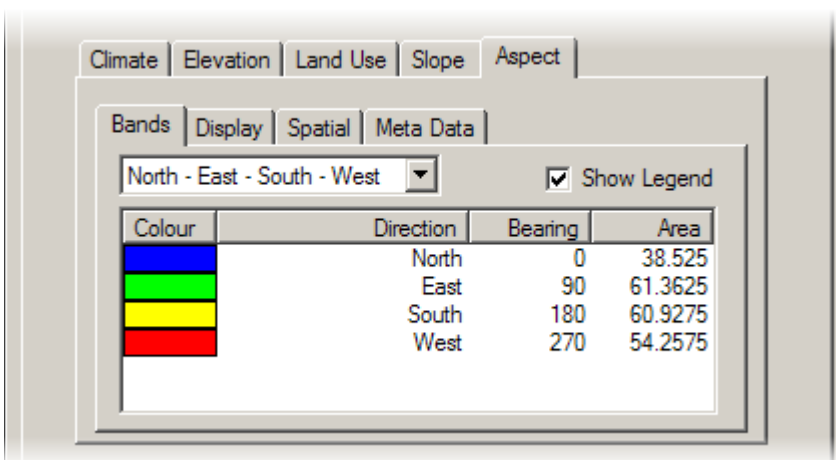 Climate Elevation Land Use Slope Aspect
Bands Display Spatial Meta Data
North - East - South - West Show Legend
Colour Direction Bearing Area
North 0 38.525
East 90 61.3625
South 180 60.9275
West 270 54.2575